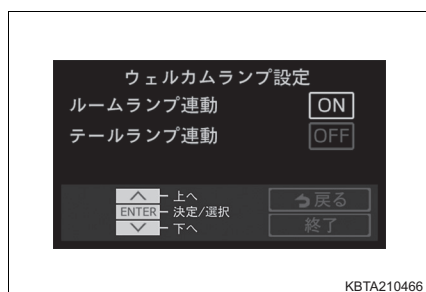 ウェルカムランプ設定
ルームランプ連動 ON
テールランプ連動 OFF
上へ
ENTER 決定/選択
下へ
戻る
終了
KBTA210466